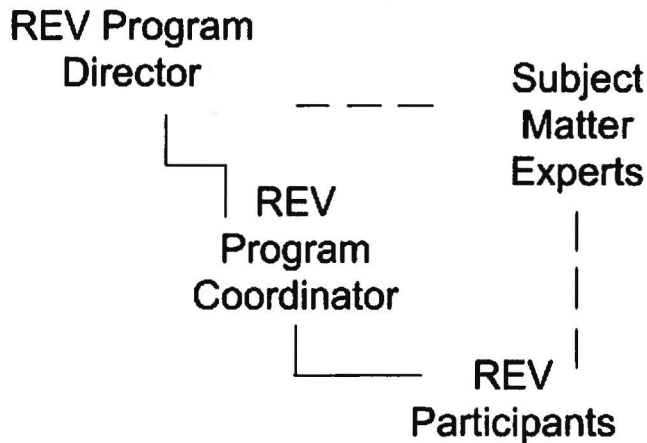 REV Program
Director
Subject
Matter
Experts
REV
Program
Coordinator
REV
Participants